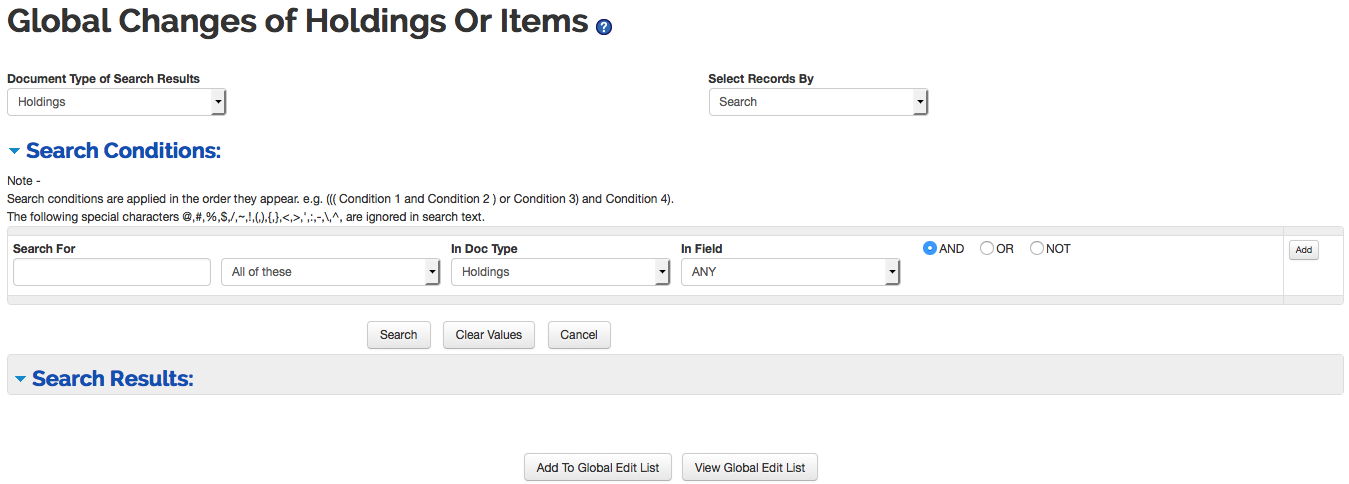 Global Changes of Holdings Or Items ?
Document Type of Search Results
Select Records By
Holdings
Search
Search Conditions:
Note -
Search conditions are applied in the order they appear. e.g. ((( Condition 1 and Condition 2 ) or Condition 3) and Condition 4).
The following special characters @,#,%,$,/,~,!,(,),{,},<,>,',:,-,\,^, are ignored in search text.
Search For
In Doc Type
In Field
AND
OR
NOT
Add
All of these
Holdings
ANY
Search
Clear Values
Cancel
Search Results:
Add To Global Edit List
View Global Edit List